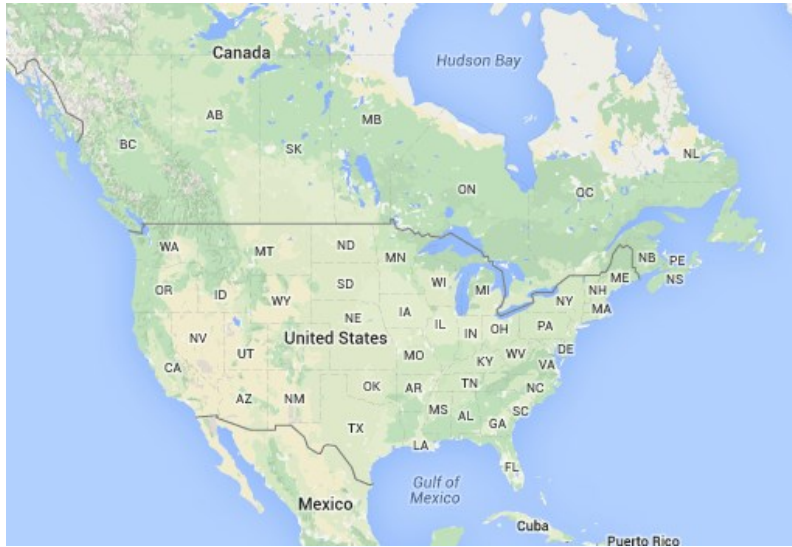 Canada
Hudson Bay
AB
MB
BC
SK
NL
ON
QC
WA
MT
ND
MN
NB
PE
OR
ID
SD
WI
MI
ME
NS
WY
NH
NY
MA
NE
IA
IL
IN
OH
PA
NV
United States
UT
MO
KY
WV
DE
VA
CA
OK
AR
TN
NC
AZ
NM
MS
AL
SC
GA
TX
LA
FL
Gulf of
Mexico
Mexico
Cuba
Puerto Rico